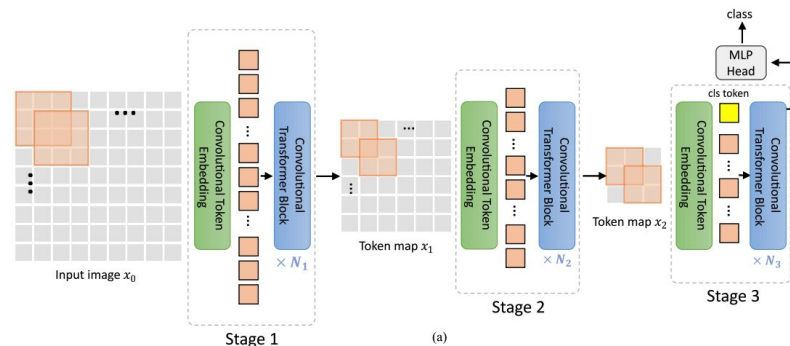 class
MLP
Head
cls token
Convolutional Token
Embedding
Convolutional
Transformer Block
× N₁
Input image x₀
Stage 1
Token map x₁
Convolutional Token
Embedding
Convolutional
Transformer Block
× N₂
Stage 2
Token map x₂
Convolutional Token
Embedding
Convolutional
Transformer Block
× N₃
Stage 3
(a)